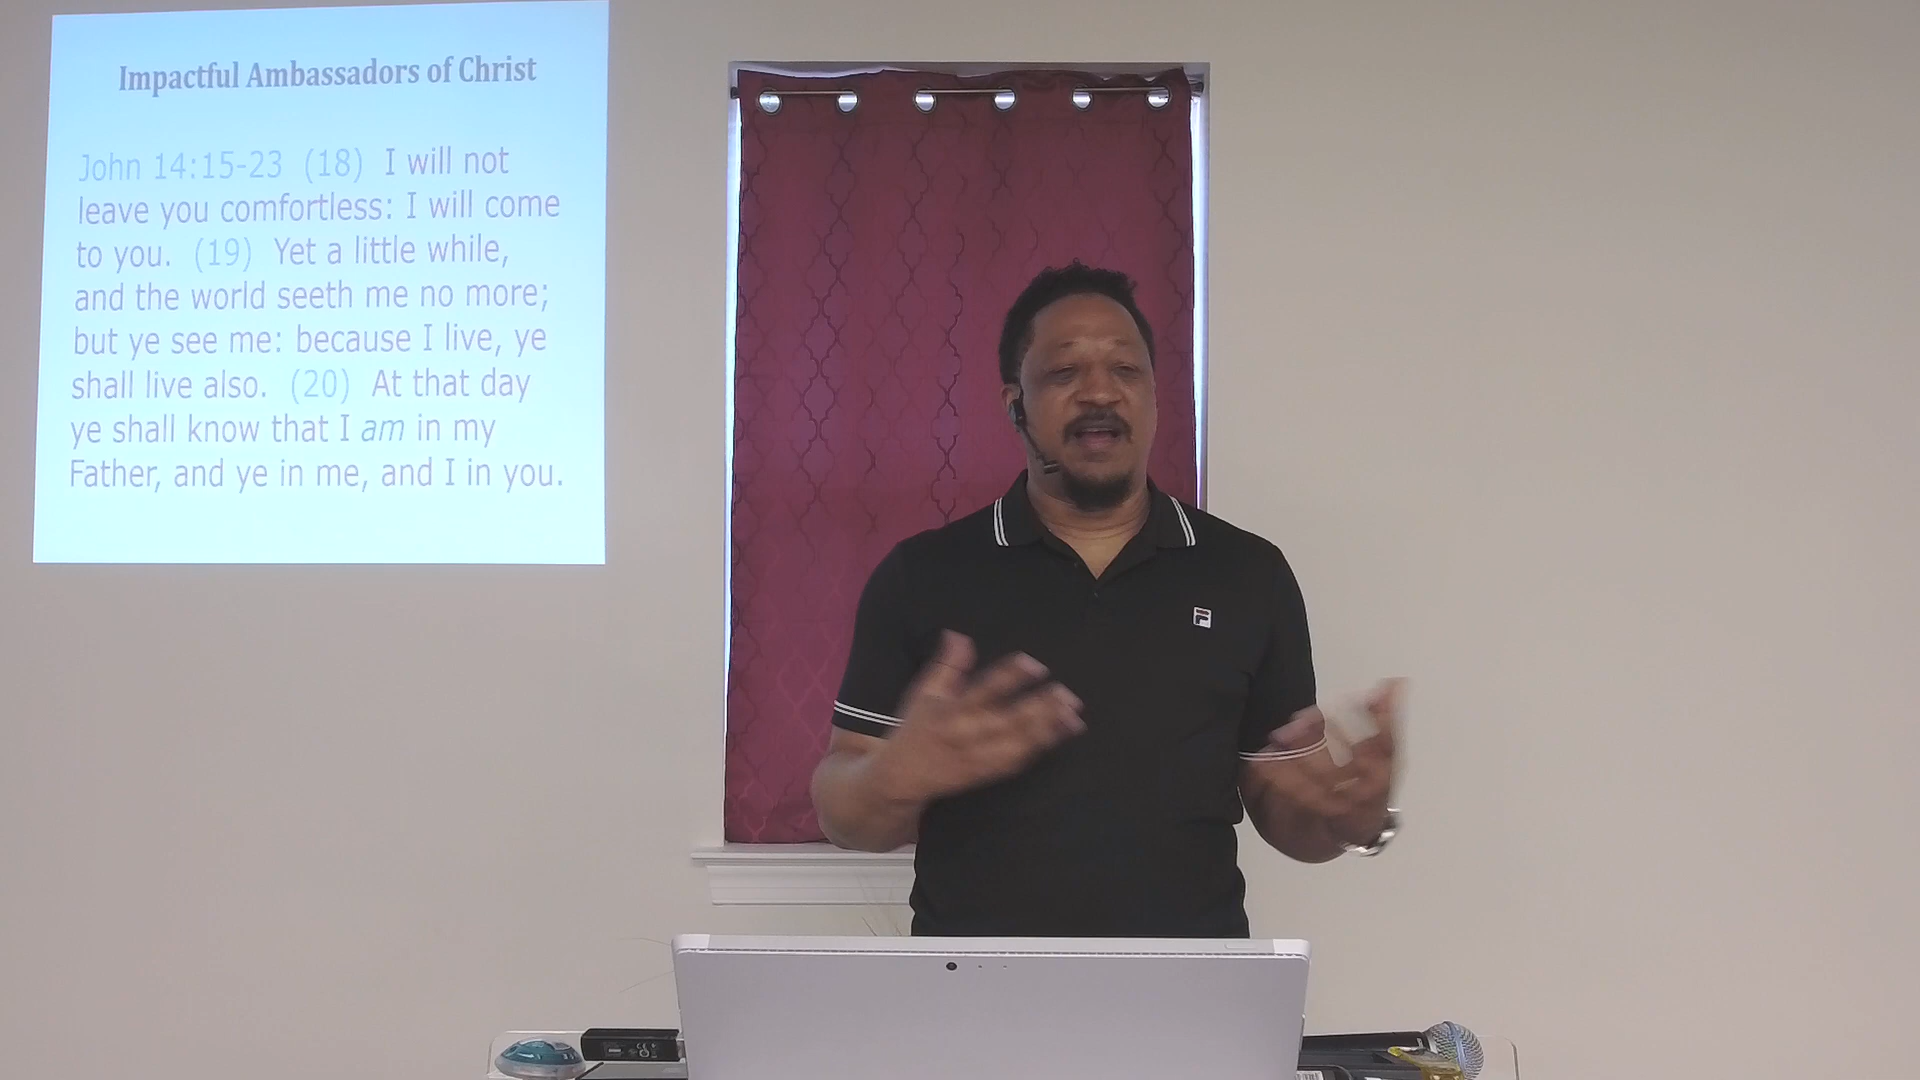 Impactful Ambassadors of Christ
John 14:15-23 (18) I will not
leave you comfortless: I will come
to you. (19) Yet a little while,
and the world seeth me no more;
but ye see me: because I live, ye
shall live also. (20) At that day
ye shall know that I am in my
Father, and ye in me, and I in you.